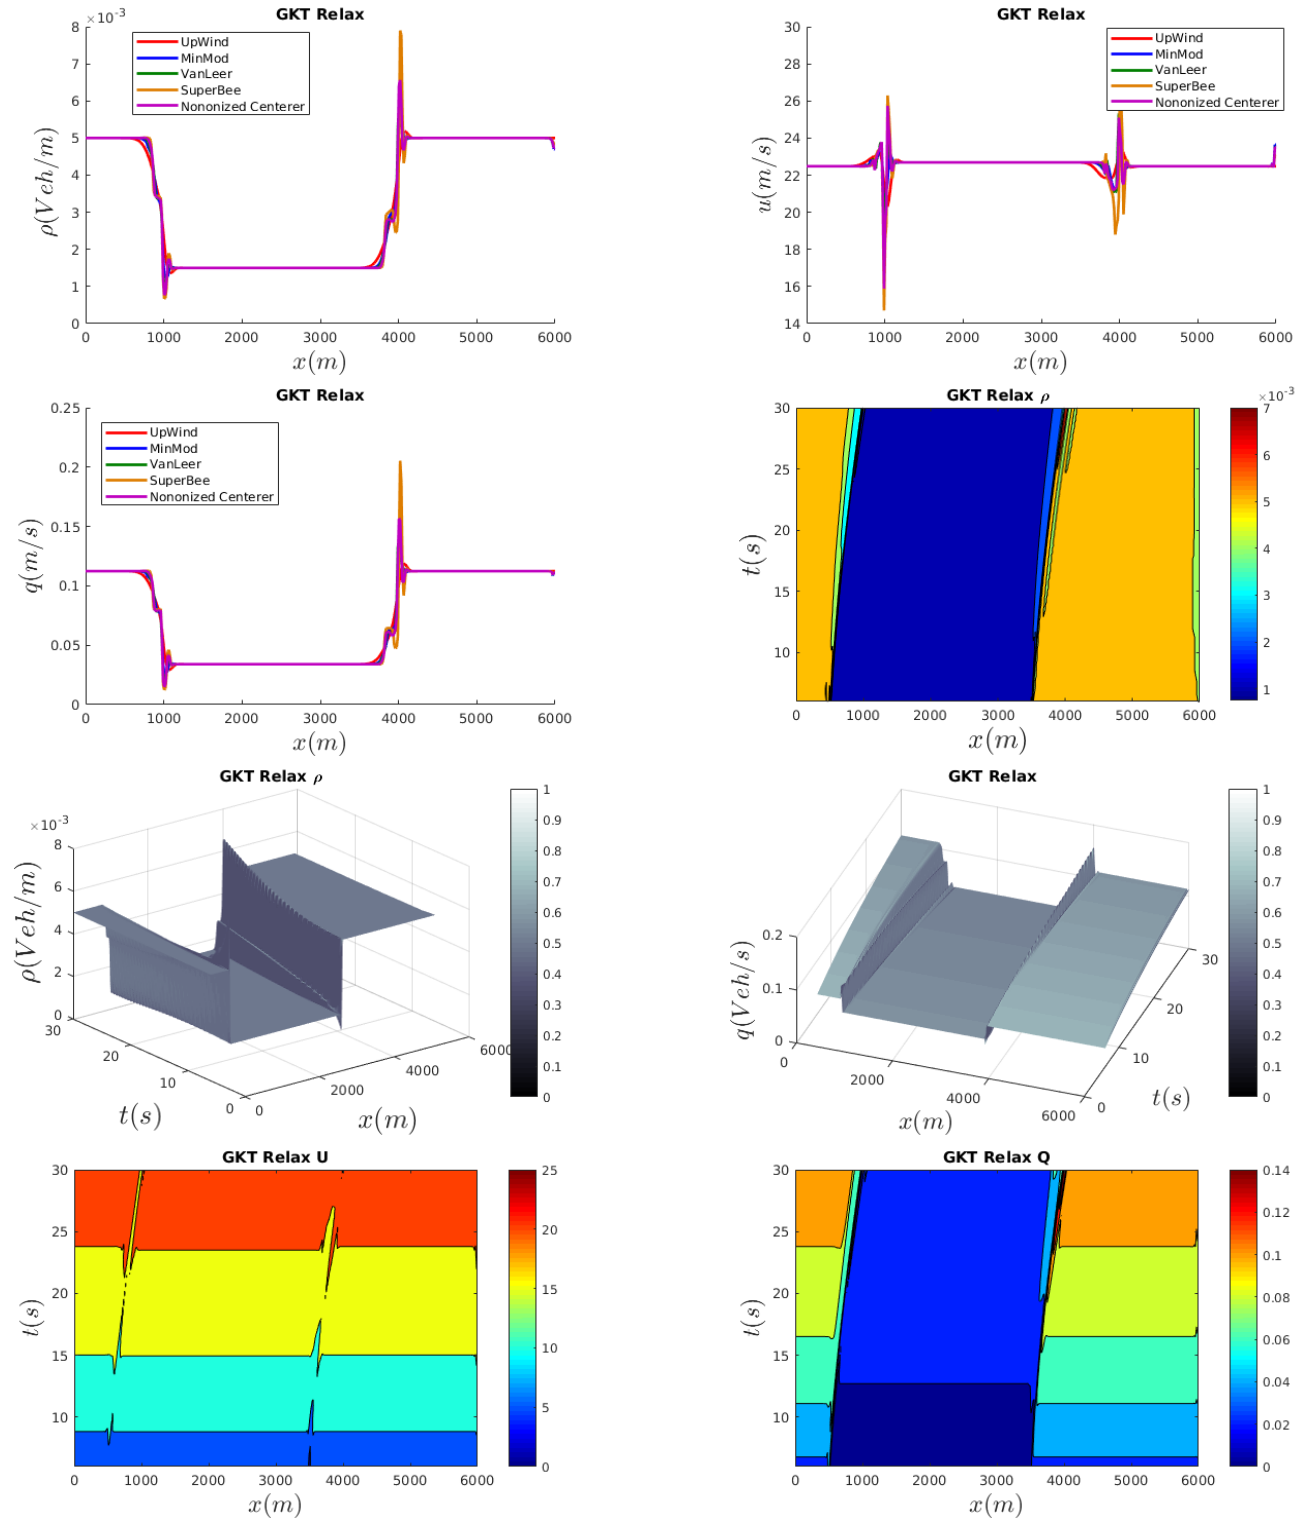 GKT Relax
×10⁻³
8
7
6
5
4
3
2
1
0
ρ(Veh/m)
UpWind
MinMod
VanLeer
SuperBee
Nononized Centerer
0 1000 2000 3000 4000 5000 6000
x(m)
GKT Relax
30
28
26
24
22
20
18
16
14
u(m/s)
UpWind
MinMod
VanLeer
SuperBee
Nononized Centerer
0 1000 2000 3000 4000 5000 6000
x(m)
GKT Relax
0.25
0.2
0.15
0.1
0.05
0
q(m/s)
UpWind
MinMod
VanLeer
SuperBee
Nononized Centerer
0 1000 2000 3000 4000 5000 6000
x(m)
GKT Relax ρ
30
25
20
15
10
t(s)
0 1000 2000 3000 4000 5000 6000
x(m)
×10⁻³
7
6
5
4
3
2
1
GKT Relax ρ
×10⁻³
8
6
4
2
0
ρ(Veh/m)
30
20
10
0
t(s)
0
2000
4000
6000
x(m)
1
0.9
0.8
0.7
0.6
0.5
0.4
0.3
0.2
0.1
0
GKT Relax
0.2
0.1
0
q(Veh/s)
0
2000
4000
6000
x(m)
30
20
10
0
t(s)
1
0.9
0.8
0.7
0.6
0.5
0.4
0.3
0.2
0.1
0
GKT Relax U
30
25
20
15
10
t(s)
0 1000 2000 3000 4000 5000 6000
x(m)
25
20
15
10
5
0
GKT Relax Q
30
25
20
15
10
t(s)
0 1000 2000 3000 4000 5000 6000
x(m)
0.14
0.12
0.1
0.08
0.06
0.04
0.02
0